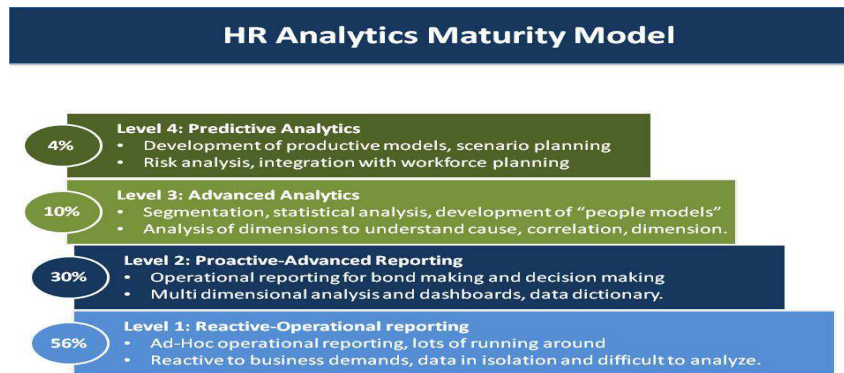 HR Analytics Maturity Model
4%
Level 4: Predictive Analytics
• Development of productive models, scenario planning
• Risk analysis, integration with workforce planning
10%
Level 3: Advanced Analytics
• Segmentation, statistical analysis, development of “people models”
• Analysis of dimensions to understand cause, correlation, dimension.
30%
Level 2: Proactive-Advanced Reporting
• Operational reporting for bond making and decision making
• Multi dimensional analysis and dashboards, data dictionary.
56%
Level 1: Reactive-Operational reporting
• Ad-Hoc operational reporting, lots of running around
• Reactive to business demands, data in isolation and difficult to analyze.